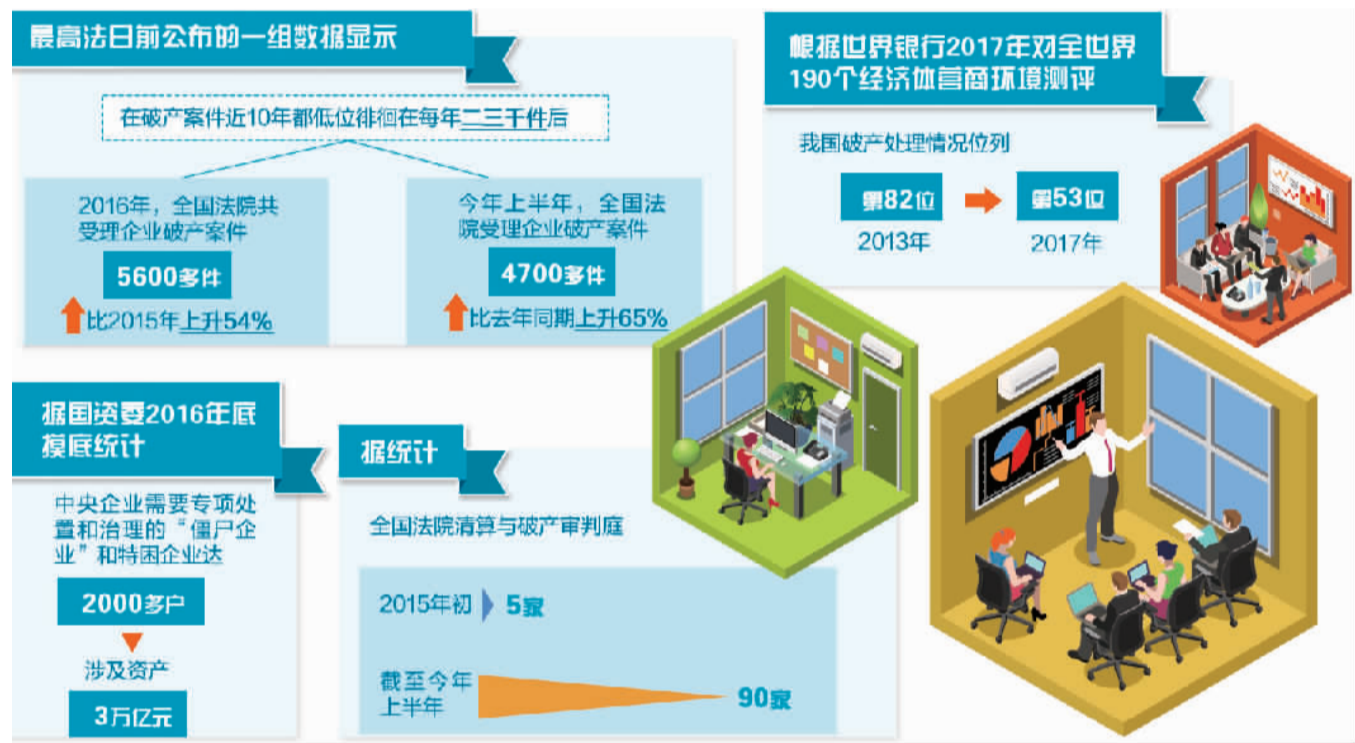 最高法日前公布的一组数据显示
在破产案件近10年都低位徘徊在每年二三千件后
2016年，全国法院共
受理企业破产案件
5600多件
比2015年上升54%
今年上半年，全国法
院受理企业破产案件
4700多件
比去年同期上升65%
根据世界银行2017年对全世界
190个经济体营商环境测评
我国破产处理情况位列
第82位
2013年
第53位
2017年
据国资委2016年底
摸底统计
中央企业需要专项处
置和治理的“僵尸企
业”和特困企业达
2000多户
涉及资产
3万亿元
据统计
全国法院清算与破产审判庭
2015年初
5家
截至今年
上半年
90家